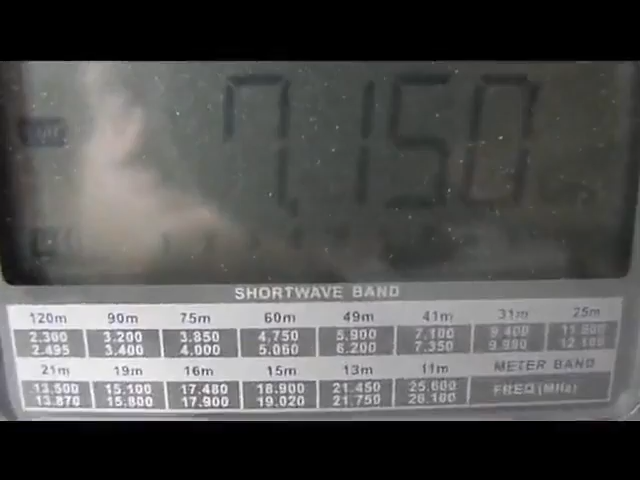 7.150
SHORTWAVE BAND
120m 90m 75m 60m 49m 41m 31m 25m
2.300 3.200 3.850 4.750 5.900 7.100 9.400 11.600
2.495 3.400 4.000 5.060 6.200 7.350 9.990 12.100
21m 19m 16m 15m 13m 11m METER BAND
13.500 15.100 17.480 18.900 21.450 25.600 FREQ (MHz)
13.870 15.800 17.900 19.020 21.750 26.100